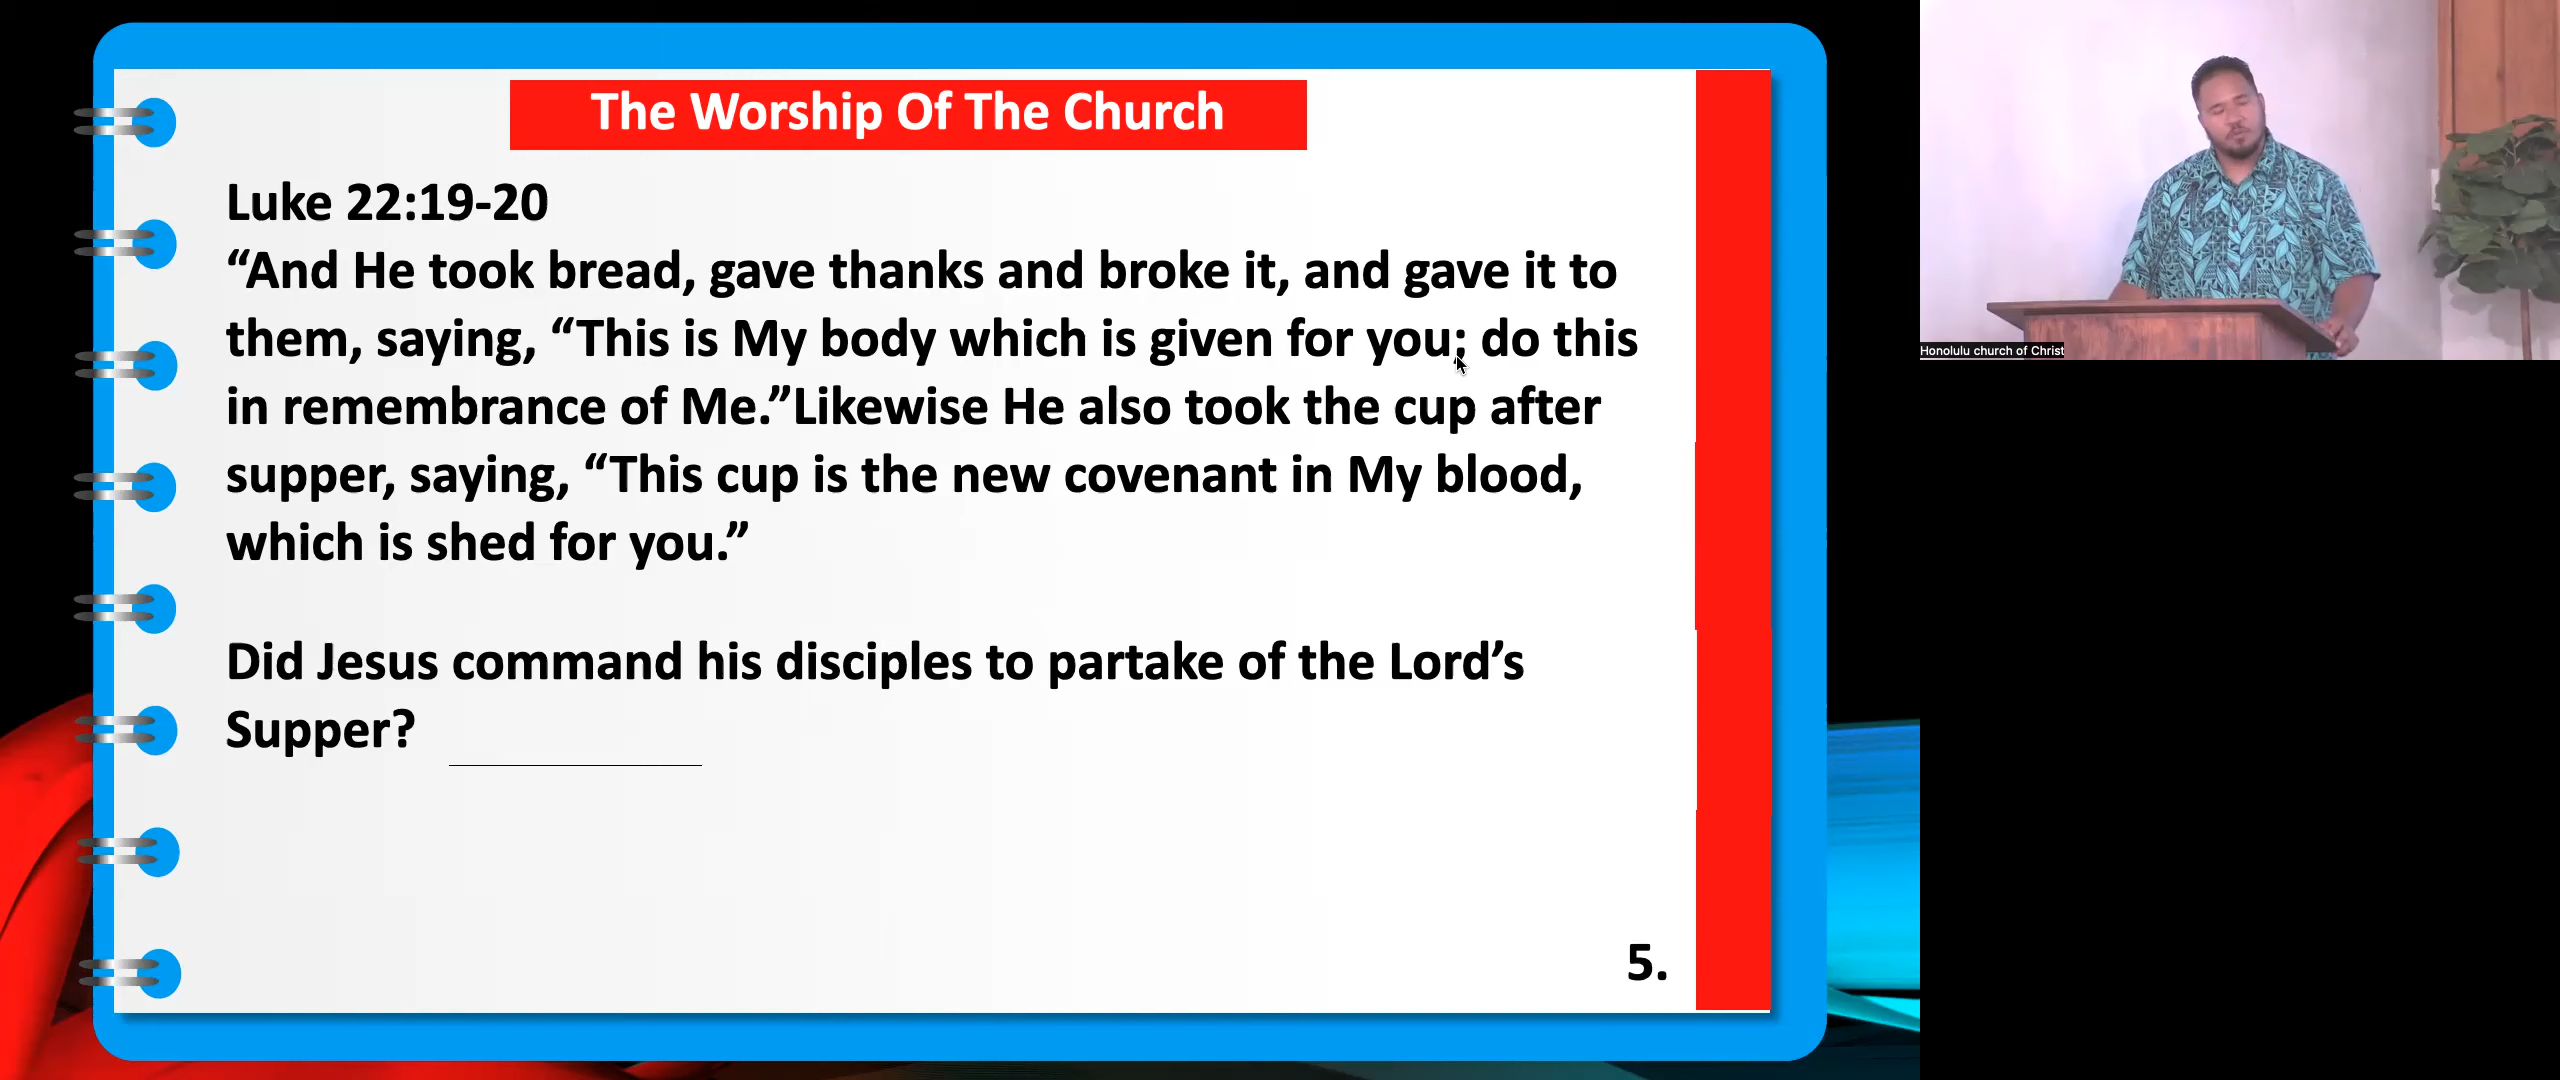 The Worship Of The Church
Luke 22:19-20
“And He took bread, gave thanks and broke it, and gave it to
them, saying, “This is My body which is given for you; do this
in remembrance of Me.”Likewise He also took the cup after
supper, saying, “This cup is the new covenant in My blood,
which is shed for you.”
Did Jesus command his disciples to partake of the Lord’s
Supper?
5.
Honolulu church of Christ